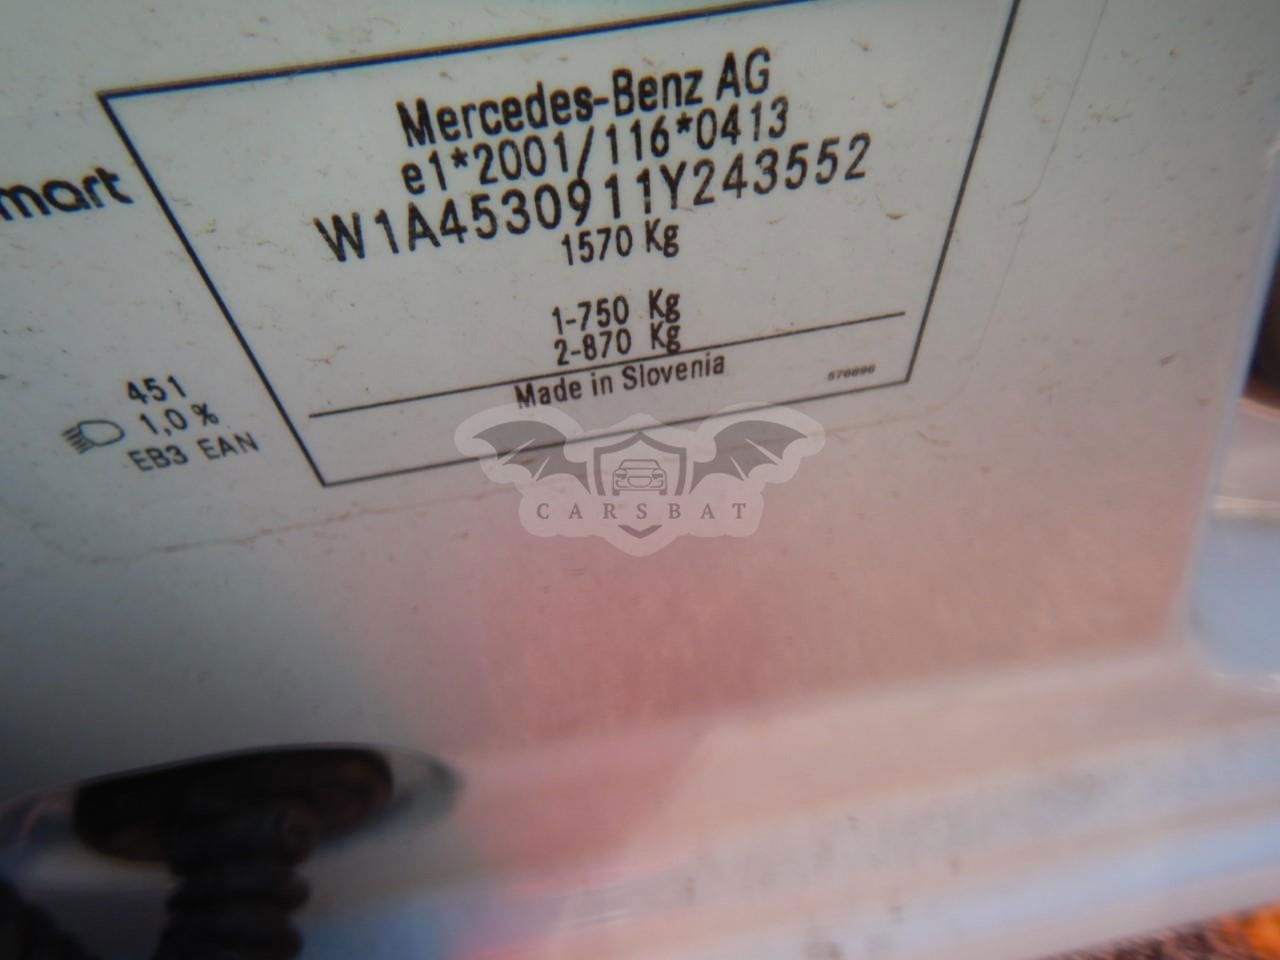 Mercedes-Benz AG
e1*2001/116*0413
W1A4530911Y243552
1570 Kg
1-750 Kg
2-870 Kg
Made in Slovenia
mart
451
1,0 %
EB3 EAN
CARSBAT